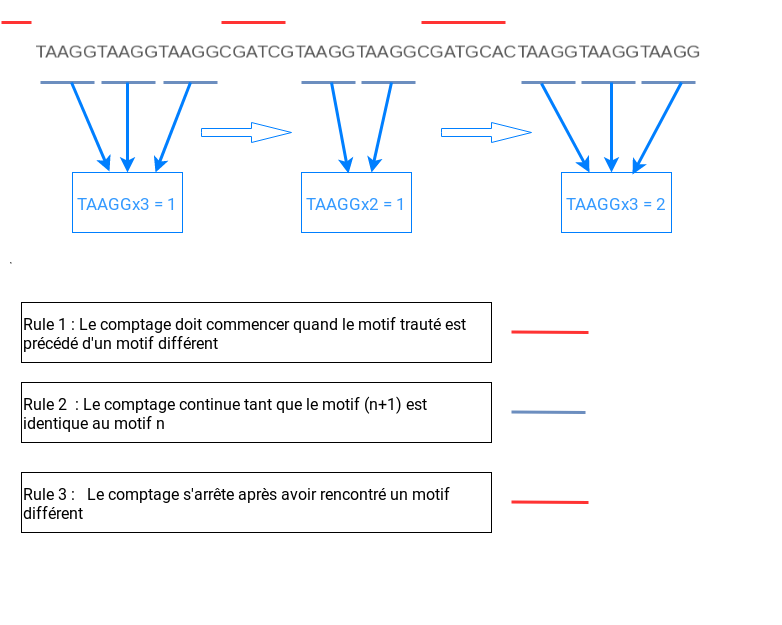 TAAGGTAAGGTAAGGCGATCGTAAGGTAAGGCGATGCACTAAGGTAAGGTAAGG
TAAGGx3 = 1
TAAGGx2 = 1
TAAGGx3 = 2
.
Rule 1 : Le comptage doit commencer quand le motif trauté est
précédé d'un motif différent
Rule 2  : Le comptage continue tant que le motif (n+1) est
identique au motif n
Rule 3 :   Le comptage s'arrête après avoir rencontré un motif
différent